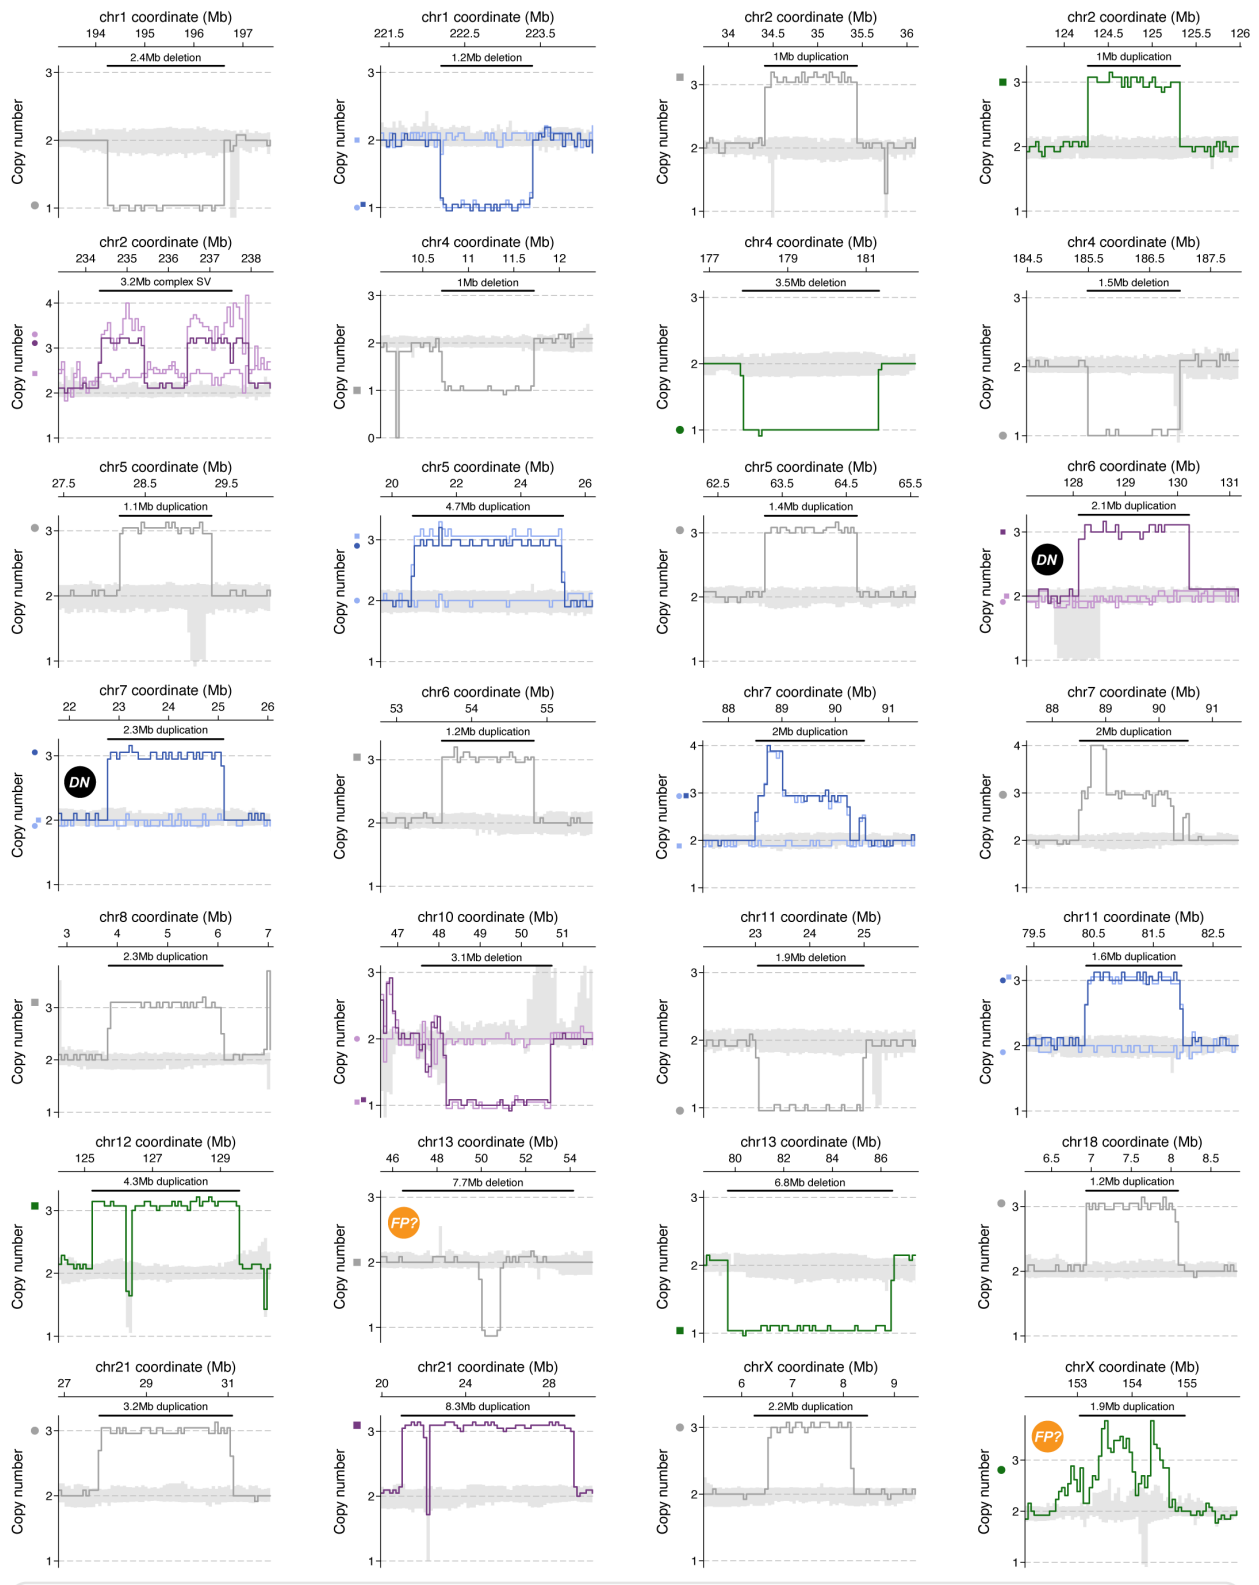 chr1 coordinate (Mb)
194 195 196 197
2.4Mb deletion
Copy number
3
2
1
chr1 coordinate (Mb)
221.5 222.5 223.5
1.2Mb deletion
Copy number
3
2
1
chr2 coordinate (Mb)
34 34.5 35 35.5 36
1Mb duplication
Copy number
3
2
1
chr2 coordinate (Mb)
124 124.5 125 125.5 126
1Mb duplication
Copy number
3
2
1
chr2 coordinate (Mb)
234 235 236 237 238
3.2Mb complex SV
Copy number
4
3
2
1
chr4 coordinate (Mb)
10.5 11 11.5 12
1Mb deletion
Copy number
3
2
1
0
chr4 coordinate (Mb)
177 179 181
3.5Mb deletion
Copy number
3
2
1
chr4 coordinate (Mb)
184.5 185.5 186.5 187.5
1.5Mb deletion
Copy number
3
2
1
chr5 coordinate (Mb)
27.5 28.5 29.5
1.1Mb duplication
Copy number
3
2
1
chr5 coordinate (Mb)
20 22 24 26
4.7Mb duplication
Copy number
3
2
1
chr5 coordinate (Mb)
62.5 63.5 64.5 65.5
1.4Mb duplication
Copy number
3
2
1
chr6 coordinate (Mb)
128 129 130 131
2.1Mb duplication
DN
Copy number
3
2
1
chr7 coordinate (Mb)
22 23 24 25 26
2.3Mb duplication
DN
Copy number
3
2
1
chr6 coordinate (Mb)
53 54 55
1.2Mb duplication
Copy number
3
2
1
chr7 coordinate (Mb)
88 89 90 91
2Mb duplication
Copy number
4
3
2
1
chr7 coordinate (Mb)
88 89 90 91
2Mb duplication
Copy number
4
3
2
1
chr8 coordinate (Mb)
3 4 5 6 7
2.3Mb duplication
Copy number
3
2
1
chr10 coordinate (Mb)
47 48 49 50 51
3.1Mb deletion
Copy number
3
2
1
chr11 coordinate (Mb)
23 24 25
1.9Mb deletion
Copy number
3
2
1
chr11 coordinate (Mb)
79.5 80.5 81.5 82.5
1.6Mb duplication
Copy number
3
2
1
chr12 coordinate (Mb)
125 127 129
4.3Mb duplication
Copy number
3
2
1
chr13 coordinate (Mb)
46 48 50 52 54
7.7Mb deletion
FP?
Copy number
3
2
1
chr13 coordinate (Mb)
80 82 84 86
6.8Mb deletion
Copy number
3
2
1
chr18 coordinate (Mb)
6.5 7 7.5 8 8.5
1.2Mb duplication
Copy number
3
2
1
chr21 coordinate (Mb)
27 29 31
3.2Mb duplication
Copy number
3
2
1
chr21 coordinate (Mb)
20 22 24 26 28
8.3Mb duplication
Copy number
3
2
1
chrX coordinate (Mb)
6 7 8 9
2.2Mb duplication
Copy number
3
2
1
chrX coordinate (Mb)
153 154 155
1.9Mb duplication
FP?
Copy number
3
2
1